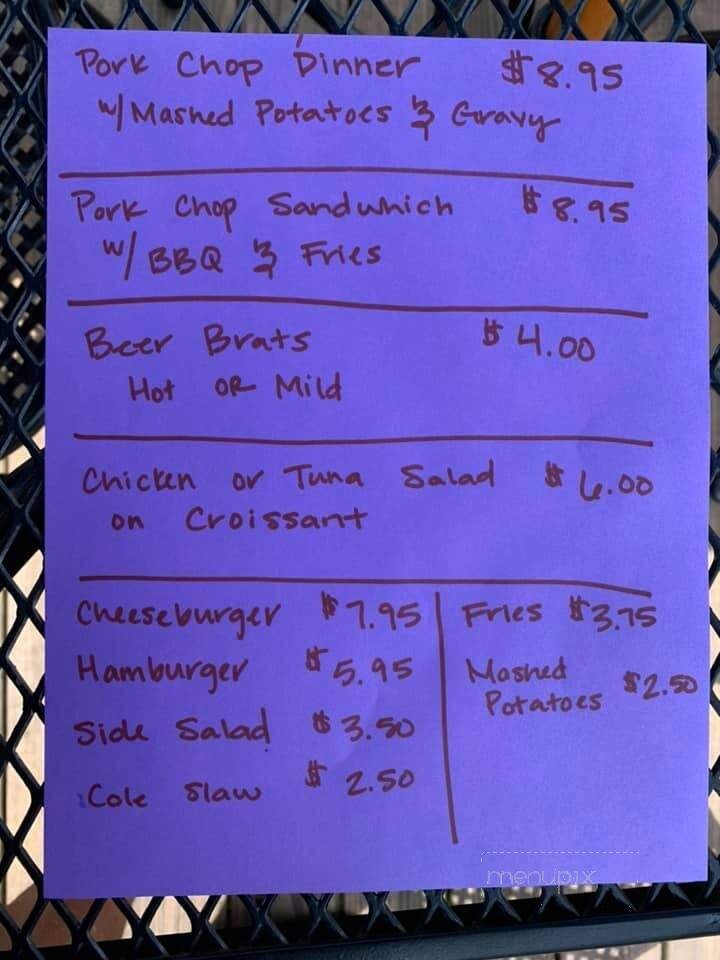 Pork Chop Dinner $8.95
w/ Mashed Potatoes & Gravy
Pork Chop Sandwhich $8.95
w/ BBQ & Fries
Beer Brats $4.00
Hot OR Mild
Chicken or Tuna Salad $6.00
on Croissant
Cheeseburger $7.95
Hamburger $5.95
Side Salad $3.50
Cole Slaw $2.50
Fries $3.75
Mashed
Potatoes $2.50
menupix